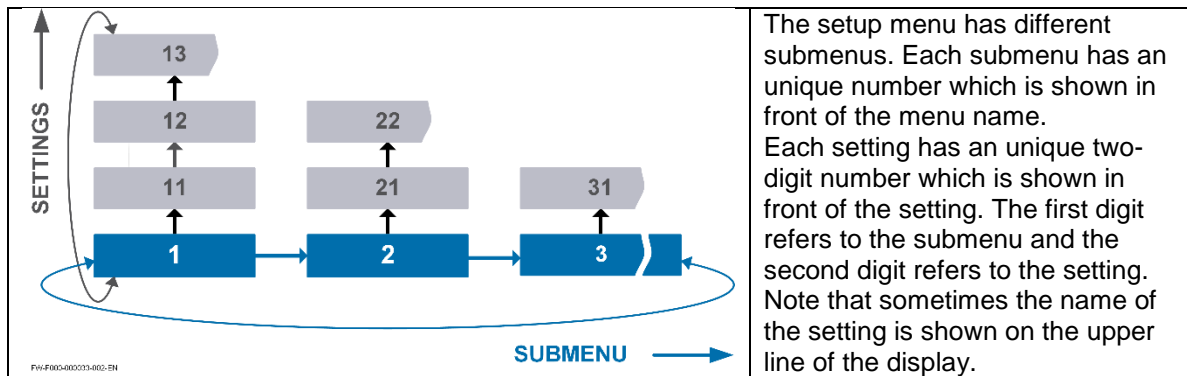 SETTINGS
13
12
22
11
21
31
1
2
3
SUBMENU
FW-F000-000033-002-EN
The setup menu has different
submenus. Each submenu has an
unique number which is shown in
front of the menu name.
Each setting has an unique two-
digit number which is shown in
front of the setting. The first digit
refers to the submenu and the
second digit refers to the setting.
Note that sometimes the name of
the setting is shown on the upper
line of the display.